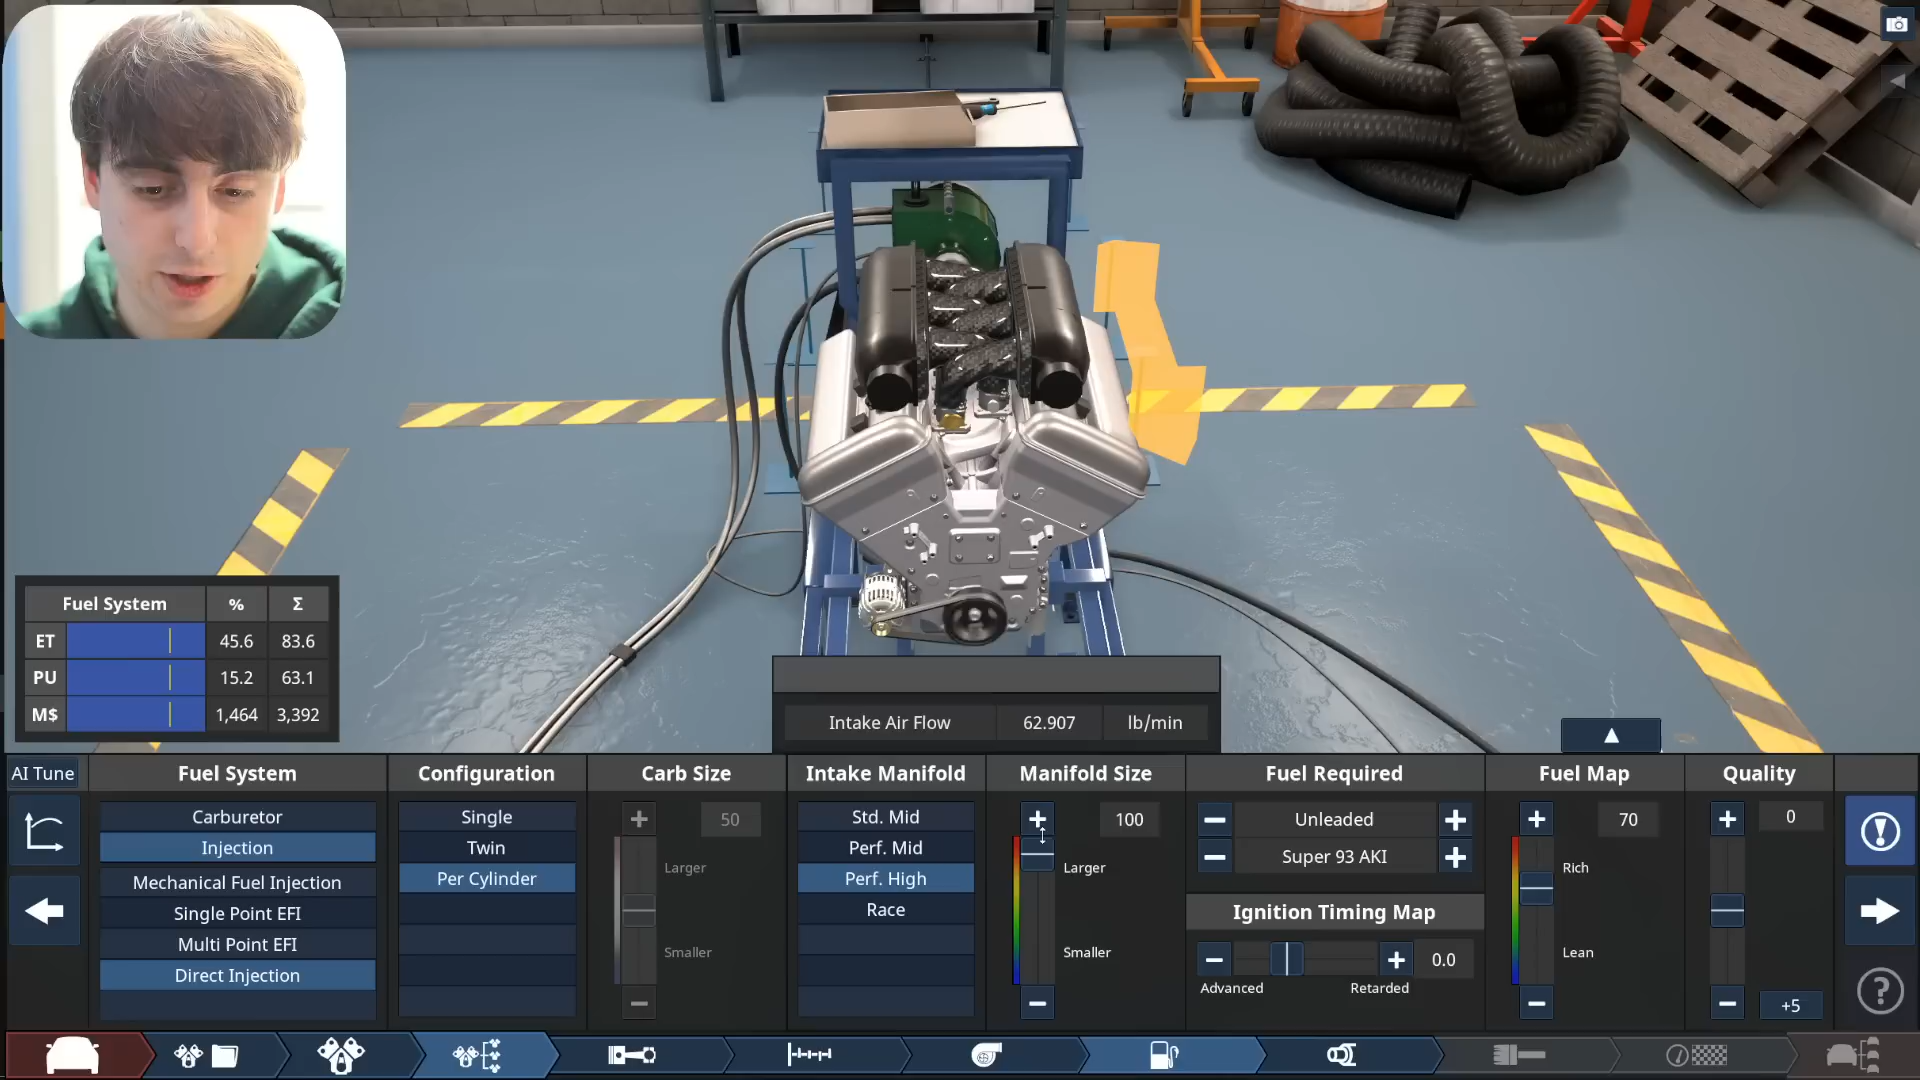 Fuel System % Σ
ET 45.6 83.6
PU 15.2 63.1
M$ 1,464 3,392
Intake Air Flow 62.907 lb/min
▲
AI Tune
Fuel System
Carburetor
Injection
Mechanical Fuel Injection
Single Point EFI
Multi Point EFI
Direct Injection
Configuration
Single
Twin
Per Cylinder
Carb Size
+ 50
Larger
Smaller
−
Intake Manifold
Std. Mid
Perf. Mid
Perf. High
Race
Manifold Size
+ 100
Larger
Smaller
−
Fuel Required
− Unleaded +
− Super 93 AKI +
Ignition Timing Map
− + 0.0
Advanced Retarded
Fuel Map
+ 70
Rich
Lean
−
Quality
+ 0
− +5
?